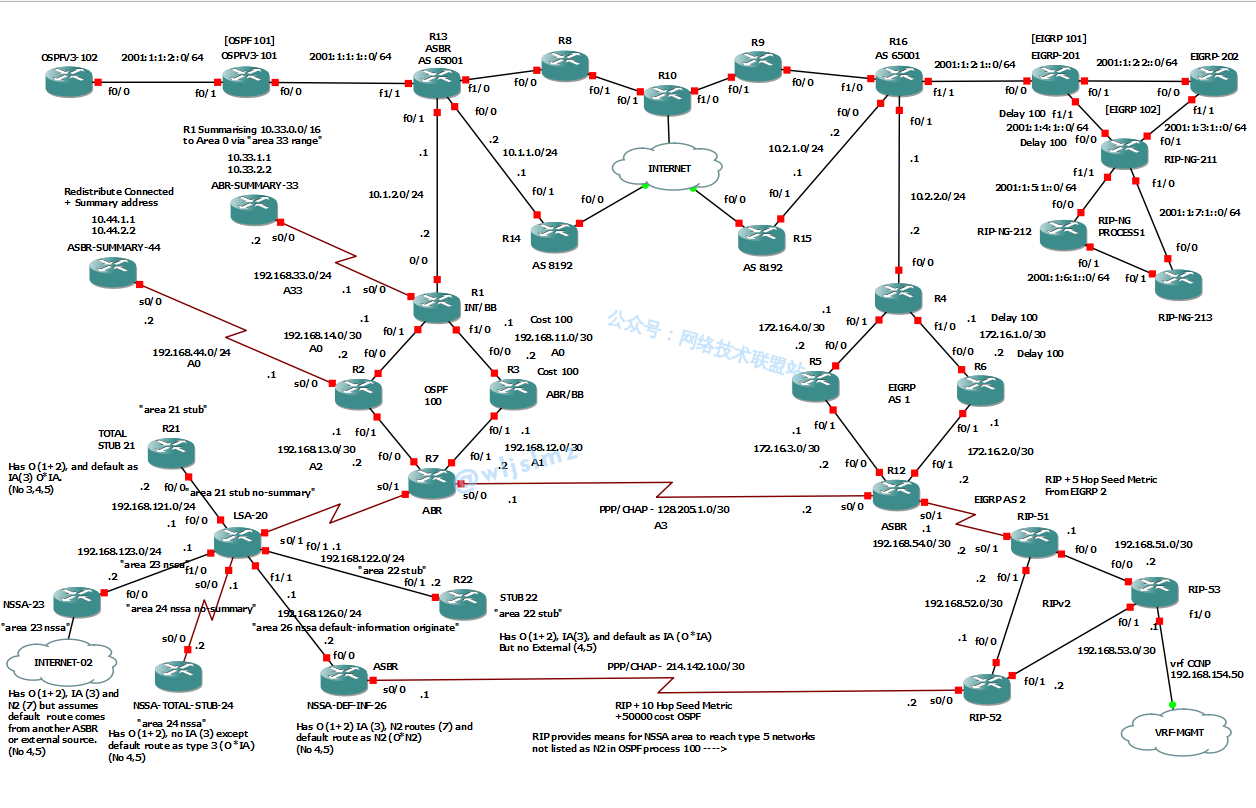 [OSPF 101]
OSPFV3-102
2001:1:1:2::0/64
OSPFV3-101
2001:1:1:1::0/64
f0/0
f0/1
f0/0
f1/1
R13
ASBR
AS 65001
f1/0
f0/0
f0/1
R8
f0/0
f0/1
R10
f0/1
f1/0
R9
f0/1
f0/0
R16
AS 65001
f1/0
f0/0
f0/1
f1/1
2001:1:2:1::0/64
[EIGRP 101]
EIGRP-201
f0/0
f0/1
2001:1:2:2::0/64
EIGRP-202
f0/0
f1/1
Delay 100
f1/1
[EIGRP 102]
2001:1:4:1::0/64
Delay 100
f0/0
f0/1
2001:1:3:1::0/64
RIP-NG-211
f1/1
f1/0
2001:1:5:1::0/64
f0/0
2001:1:7:1::0/64
RIP-NG-212
RIP-NG
PROCESS1
f0/0
f0/1
2001:1:6:1::0/64
f0/1
RIP-NG-213
INTERNET
.2
10.1.1.0/24
.1
f0/1
f0/0
R14
AS 8192
.2
10.2.1.0/24
.1
f0/1
f0/0
R15
AS 8192
.1
10.1.2.0/24
.2
0/0
.1
10.2.2.0/24
.2
f0/0
R1 Summarising 10.33.0.0/16
to Area 0 via "area 33 range"
10.33.1.1
10.33.2.2
ABR-SUMMARY-33
.2
s0/0
192.168.33.0/24
A33
.1
s0/0
Redistribute Connected
+ Summary address
10.44.1.1
10.44.2.2
ASBR-SUMMARY-44
s0/0
.2
192.168.44.0/24
A0
.1
s0/0
R1
INT/BB
.1
f0/1
192.168.14.0/30
A0
.2
f0/0
R2
f1/0
.1
Cost 100
192.168.11.0/30
f0/0
.2
A0
R3
Cost 100
ABR/BB
OSPF
100
.1
f0/1
192.168.13.0/30
A2
.2
f0/0
f0/1
.1
192.168.12.0/30
A1
f0/1
.2
R7
s0/1
s0/0
.1
ABR
R4
.1
172.16.4.0/30
f0/1
.2
f0/0
R5
f1/0
.1
Delay 100
172.16.1.0/30
f0/0
.2
Delay 100
R6
EIGRP
AS 1
.1
f0/1
172.16.3.0/30
.2
f0/0
f0/1
.1
172.16.2.0/30
f0/1
.2
R12
PPP/CHAP - 128.205.1.0/30
A3
.2
s0/0
ASBR
s0/1
.1
EIGRP AS 2
192.168.54.0/30
.2
s0/1
RIP + 5 Hop Seed Metric
From EIGRP 2
RIP-51
.1
f0/0
192.168.51.0/30
.2
f0/0
RIP-53
.2
f0/1
192.168.52.0/30
RIPv2
.1
f0/0
f0/1
.1
f1/0
192.168.53.0/30
f0/1
.2
RIP-52
.2
s0/0
vrf CCNP
192.168.154.50
VRF-MGMT
"area 21 stub"
TOTAL
STUB 21
R21
Has O (1+2), and default as
IA(3) O*IA.
(No 3,4,5)
.2
f0/0
"area 21 stub no-summary"
192.168.121.0/24
.1
f0/0
LSA-20
s0/1
f0/1
.1
192.168.122.0/24
"area 22 stub"
f0/1
.2
R22
STUB 22
"area 22 stub"
Has O (1+2), IA(3), and default as IA (O*IA)
But no External (4,5)
192.168.123.0/24
.1
"area 23 nssa"
f1/0
.2
f0/0
NSSA-23
"area 23 nssa"
INTERNET-02
Has O (1+2), IA (3) and
N2 (7) but assumes
default route comes
from another ASBR
or external source.
(No 4,5)
s0/0
.1
"area 24 nssa no-summary"
s0/0
.2
NSSA-TOTAL-STUB-24
"area 24 nssa"
Has O (1+2), no IA (3) except
default route as type 3 (O*IA)
(No 4,5)
f1/1
.1
192.168.126.0/24
"area 26 nssa default-information originate"
.2
f0/0
ASBR
s0/0
.1
NSSA-DEF-INF-26
Has O (1+2) IA (3), N2 routes (7) and
default route as N2 (O*N2)
(No 4,5)
PPP/CHAP - 214.142.10.0/30
RIP + 10 Hop Seed Metric
+50000 cost OSPF
RIP provides means for NSSA area to reach type 5 networks
not listed as N2 in OSPF process 100 ---->
公众号：网络技术联盟站
@wljslmz